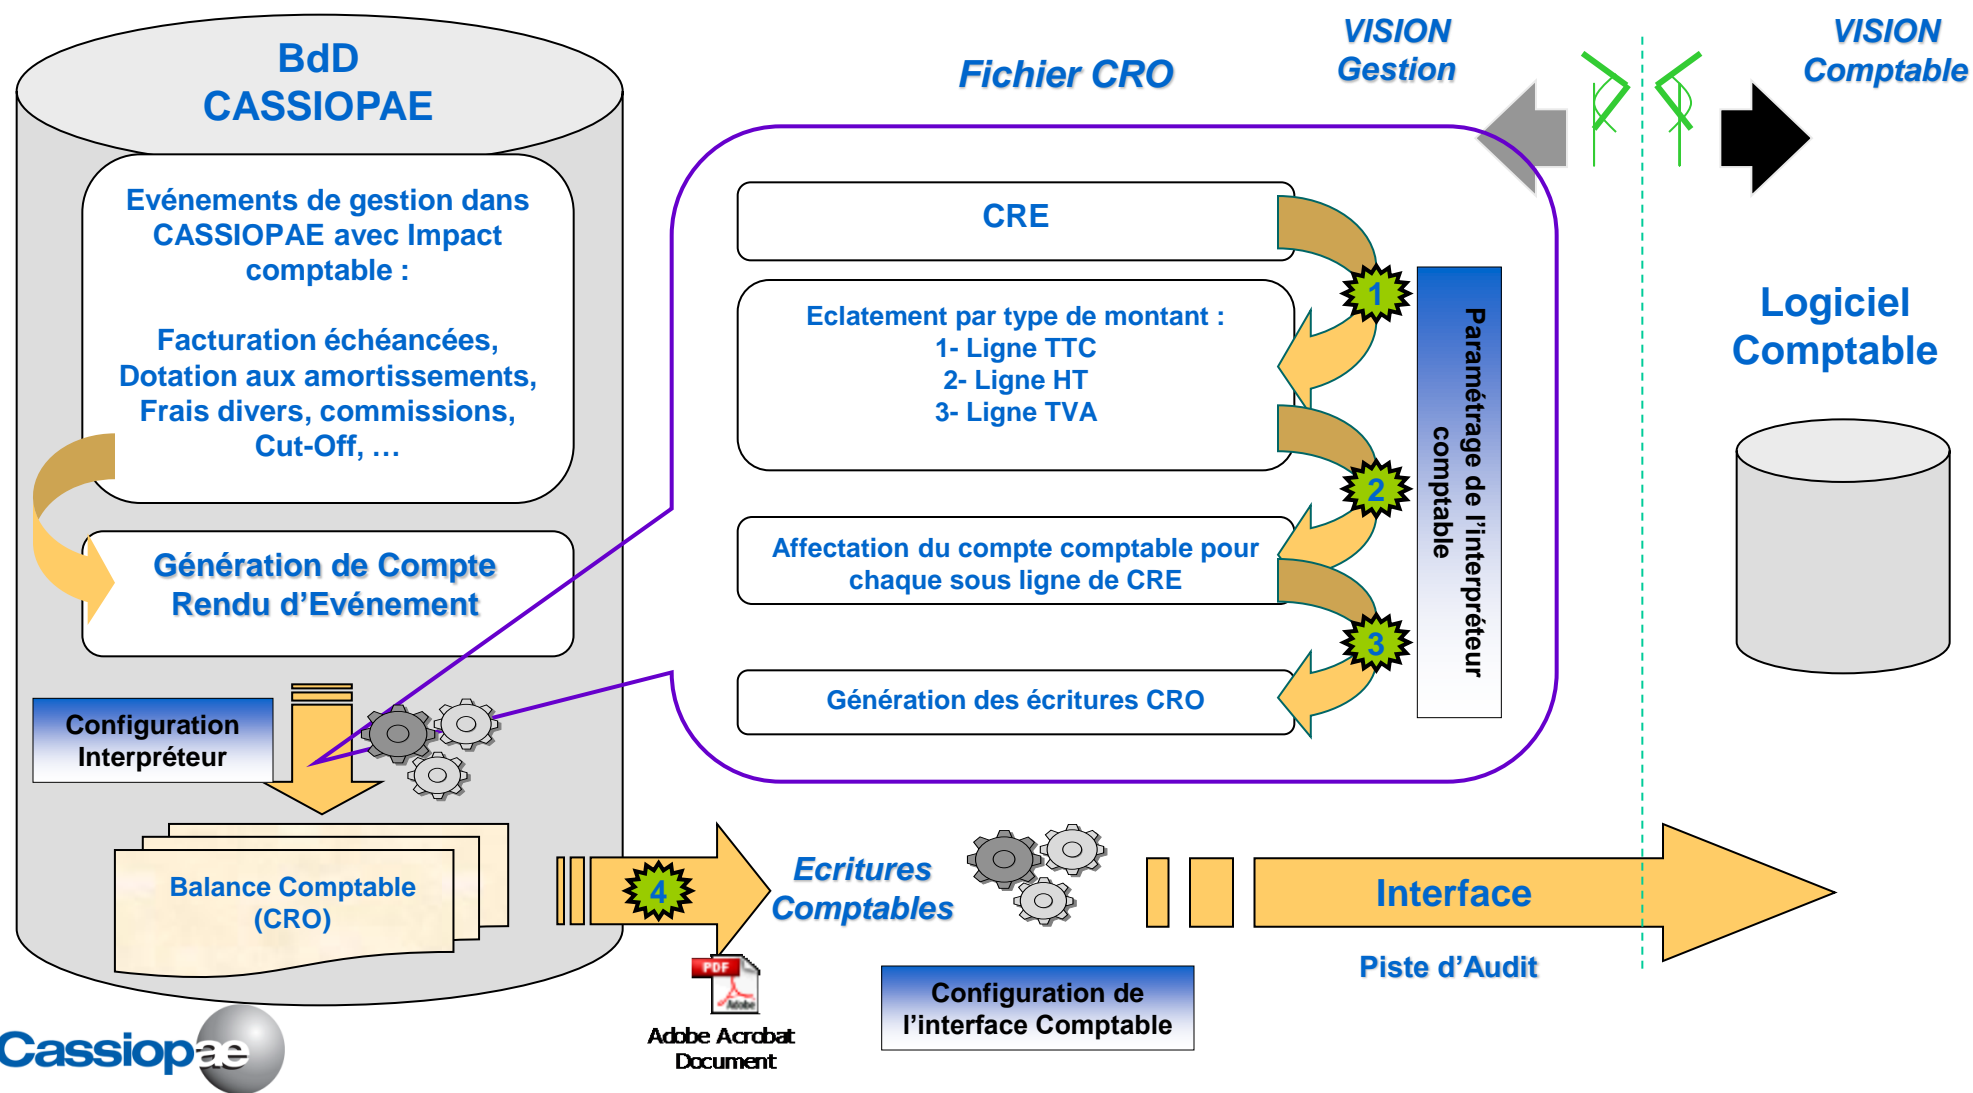 BdD
CASSIOPAE
Evénements de gestion dans
CASSIOPAE avec Impact
comptable :
Facturation échéancées,
Dotation aux amortissements,
Frais divers, commissions,
Cut-Off, …
Génération de Compte
Rendu d’Evénement
Configuration
Interpréteur
Balance Comptable
(CRO)
Cassiopae
Fichier CRO
VISION
Gestion
VISION
Comptable
CRE
1
Eclatement par type de montant :
1- Ligne TTC
2- Ligne HT
3- Ligne TVA
2
Affectation du compte comptable pour
chaque sous ligne de CRE
3
Génération des écritures CRO
Paramétrage de l’interpréteur
comptable
Logiciel
Comptable
4
Ecritures
Comptables
PDF
Adobe
Adobe Acrobat
Document
Configuration de
l’interface Comptable
Interface
Piste d’Audit